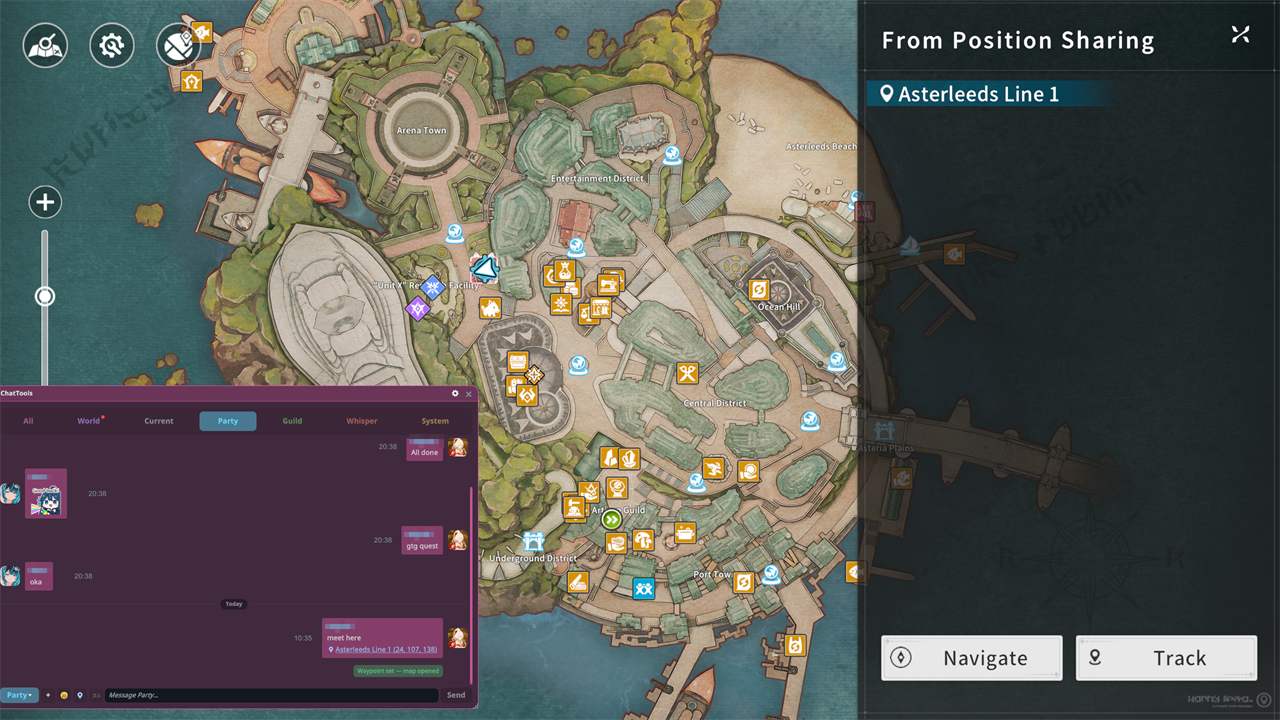 From Position Sharing
Asterleeds Line 1
Arena Town
Asterleeds Beach
Entertainment District
"Unit X" Re Facility
Ocean Hill
Central District
Asteria Plains
Guild
Underground District
Port Tow
ChatTools
All
World
Current
Party
Guild
Whisper
System
20:38
All done
20:38
20:38
gtg quest
oka
20:38
Today
10:35
meet here
Asterleeds Line 1 (24, 107, 138)
Waypoint set — map opened
Party
Message Party...
Send
Navigate
Track